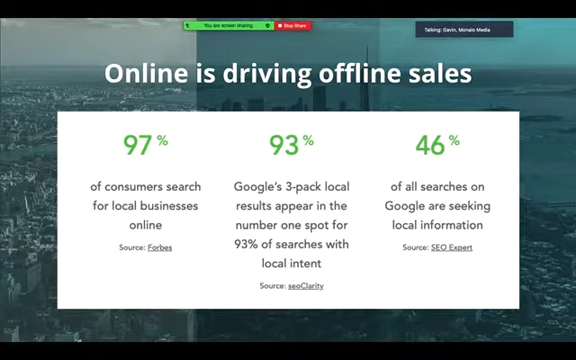 You are screen sharing
Stop Share
Talking: Gavin, Monalo Media
Online is driving offline sales
97 %
of consumers search
for local businesses
online
Source: Forbes
93 %
Google's 3-pack local
results appear in the
number one spot for
93% of searches with
local intent
Source: seoClarity
46 %
of all searches on
Google are seeking
local information
Source: SEO Expert